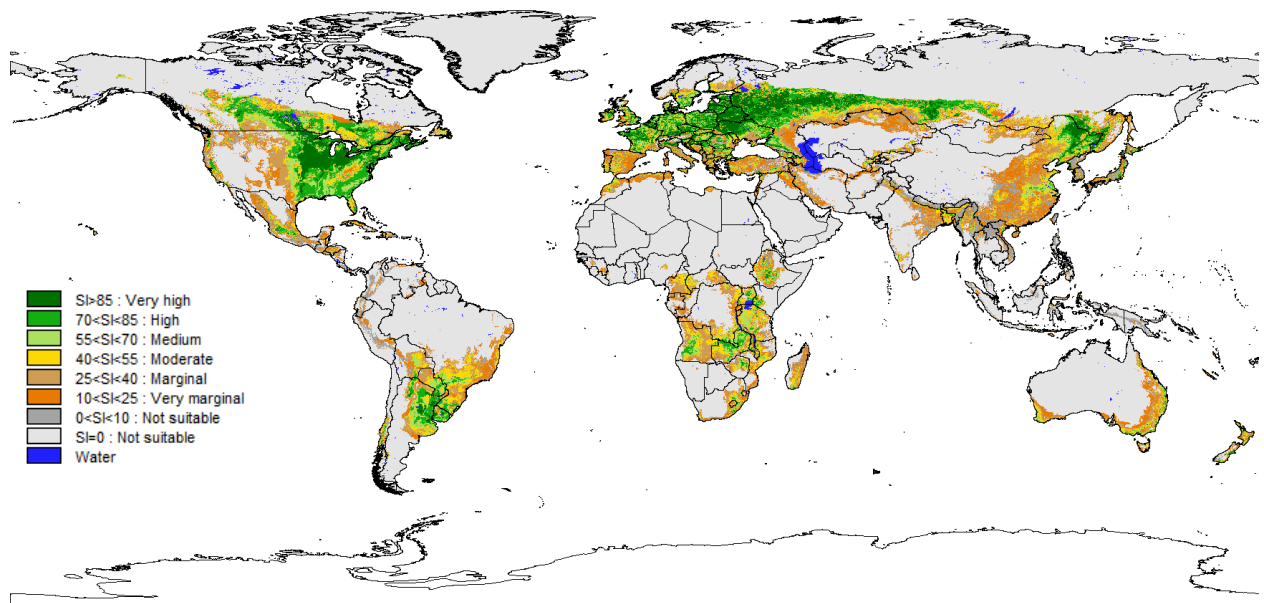 SI>85 : Very high
70<SI<85 : High
55<SI<70 : Medium
40<SI<55 : Moderate
25<SI<40 : Marginal
10<SI<25 : Very marginal
0<SI<10 : Not suitable
SI=0 : Not suitable
Water